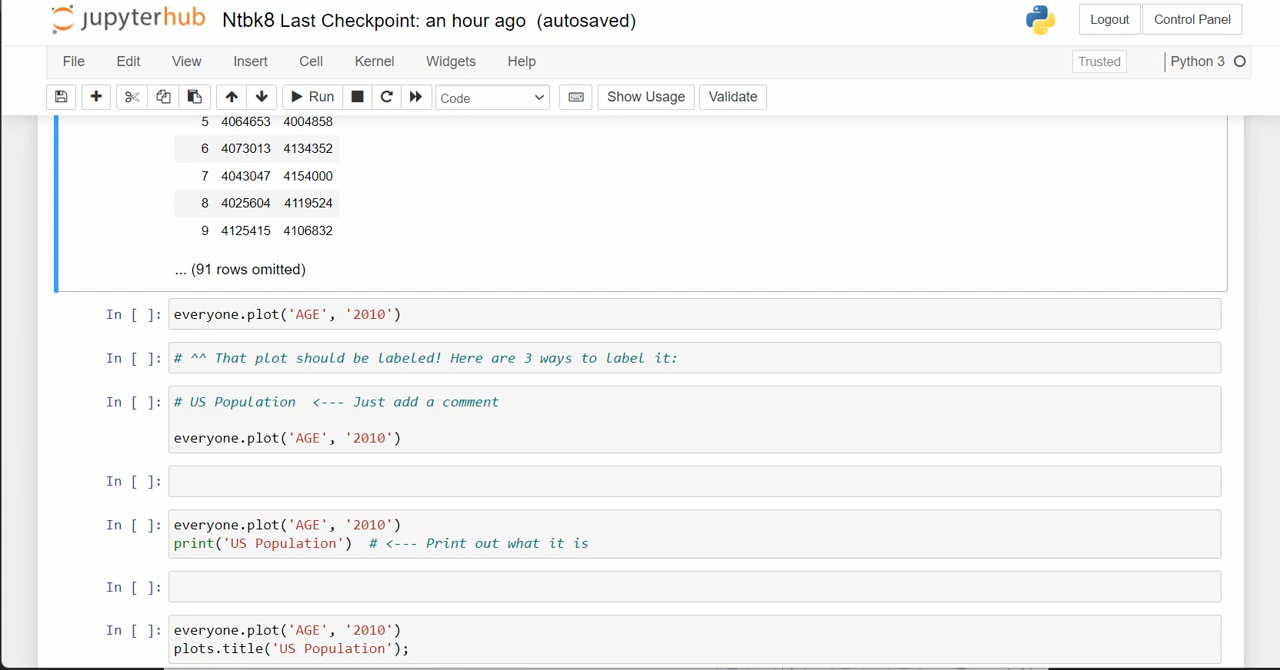 jupyterhub Ntbk8 Last Checkpoint: an hour ago (autosaved) Logout Control Panel
File Edit View Insert Cell Kernel Widgets Help Trusted Python 3
Run Code Show Usage Validate
5 4064653 4004858
6 4073013 4134352
7 4043047 4154000
8 4025604 4119524
9 4125415 4106832
... (91 rows omitted)
In [ ]: everyone.plot('AGE', '2010')
In [ ]: # ^^ That plot should be labeled! Here are 3 ways to label it:
In [ ]: # US Population <--- Just add a comment
everyone.plot('AGE', '2010')
In [ ]:
In [ ]: everyone.plot('AGE', '2010')
print('US Population') # <--- Print out what it is
In [ ]:
In [ ]: everyone.plot('AGE', '2010')
plots.title('US Population');